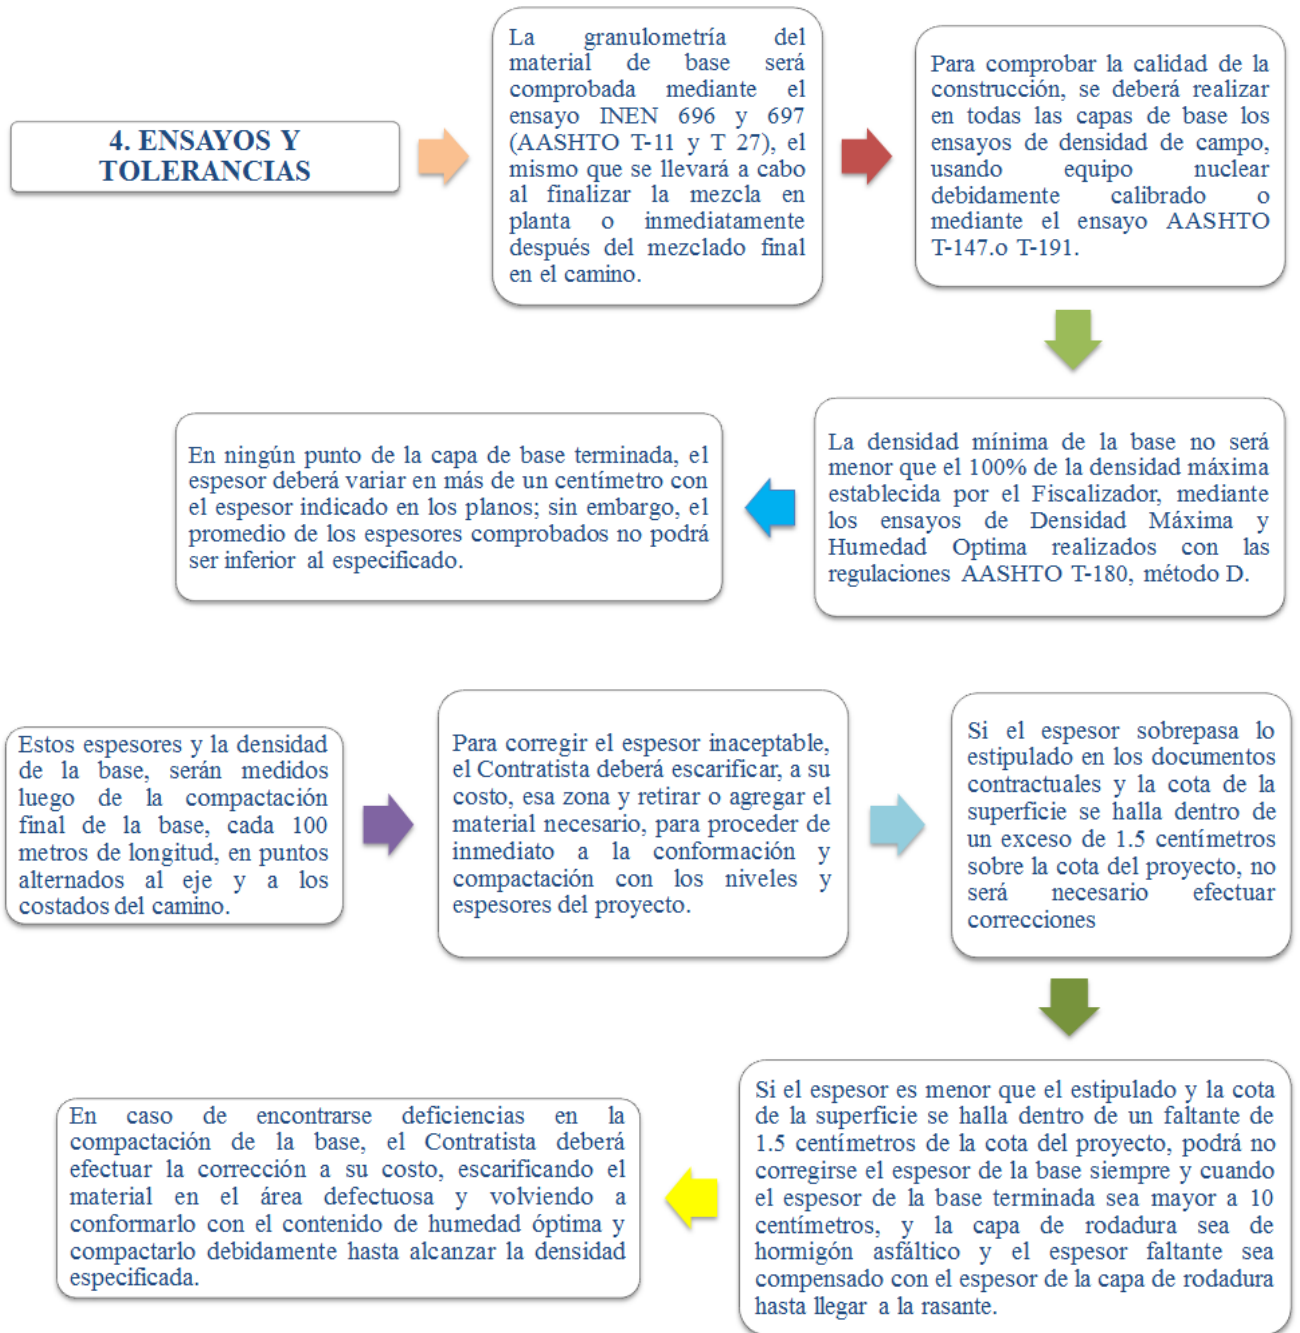 4. ENSAYOS Y
TOLERANCIAS
La granulometría del
material de base será
comprobada mediante el
ensayo INEN 696 y 697
(AASHTO T-11 y T 27), el
mismo que se llevará a cabo
al finalizar la mezcla en
planta o inmediatamente
después del mezclado final
en el camino.
Para comprobar la calidad de la
construcción, se deberá realizar
en todas las capas de base los
ensayos de densidad de campo,
usando equipo nuclear
debidamente calibrado o
mediante el ensayo AASHTO
T-147.o T-191.
La densidad mínima de la base no será
menor que el 100% de la densidad máxima
establecida por el Fiscalizador, mediante
los ensayos de Densidad Máxima y
Humedad Optima realizados con las
regulaciones AASHTO T-180, método D.
En ningún punto de la capa de base terminada, el
espesor deberá variar en más de un centímetro con
el espesor indicado en los planos; sin embargo, el
promedio de los espesores comprobados no podrá
ser inferior al especificado.
Estos espesores y la densidad
de la base, serán medidos
luego de la compactación
final de la base, cada 100
metros de longitud, en puntos
alternados al eje y a los
costados del camino.
Para corregir el espesor inaceptable,
el Contratista deberá escarificar, a su
costo, esa zona y retirar o agregar el
material necesario, para proceder de
inmediato a la conformación y
compactación con los niveles y
espesores del proyecto.
Si el espesor sobrepasa lo
estipulado en los documentos
contractuales y la cota de la
superficie se halla dentro de
un exceso de 1.5 centímetros
sobre la cota del proyecto, no
será necesario efectuar
correcciones
Si el espesor es menor que el estipulado y la cota
de la superficie se halla dentro de un faltante de
1.5 centímetros de la cota del proyecto, podrá no
corregirse el espesor de la base siempre y cuando
el espesor de la base terminada sea mayor a 10
centímetros, y la capa de rodadura sea de
hormigón asfáltico y el espesor faltante sea
compensado con el espesor de la capa de rodadura
hasta llegar a la rasante.
En caso de encontrarse deficiencias en la
compactación de la base, el Contratista deberá
efectuar la corrección a su costo, escarificando el
material en el área defectuosa y volviendo a
conformarlo con el contenido de humedad óptima y
compactarlo debidamente hasta alcanzar la densidad
especificada.